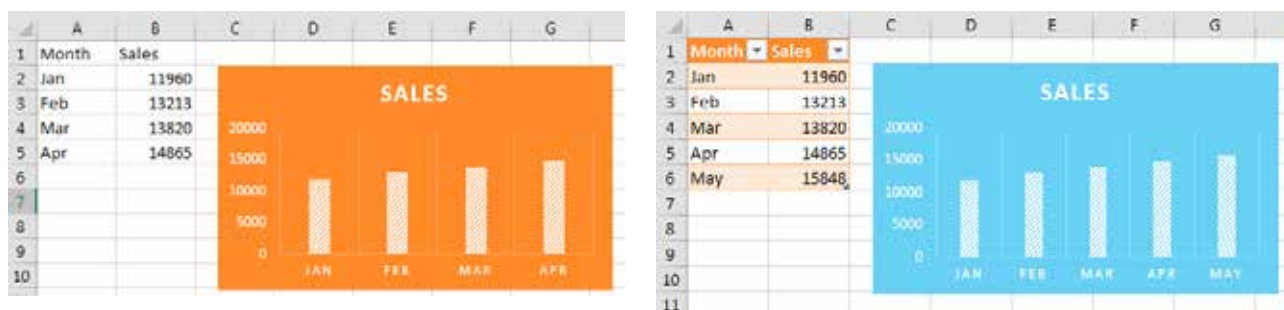 A B C D E F G
1 Month Sales
2 Jan 11960
3 Feb 13213
4 Mar 13820
5 Apr 14865
6
7
8
9
10
SALES
20000
15000
10000
5000
0
JAN FEB MAR APR
A B C D E F G
1 Month Sales
2 Jan 11960
3 Feb 13213
4 Mar 13820
5 Apr 14865
6 May 15848
7
8
9
10
11
SALES
20000
15000
10000
5000
0
JAN FEB MAR APR MAY